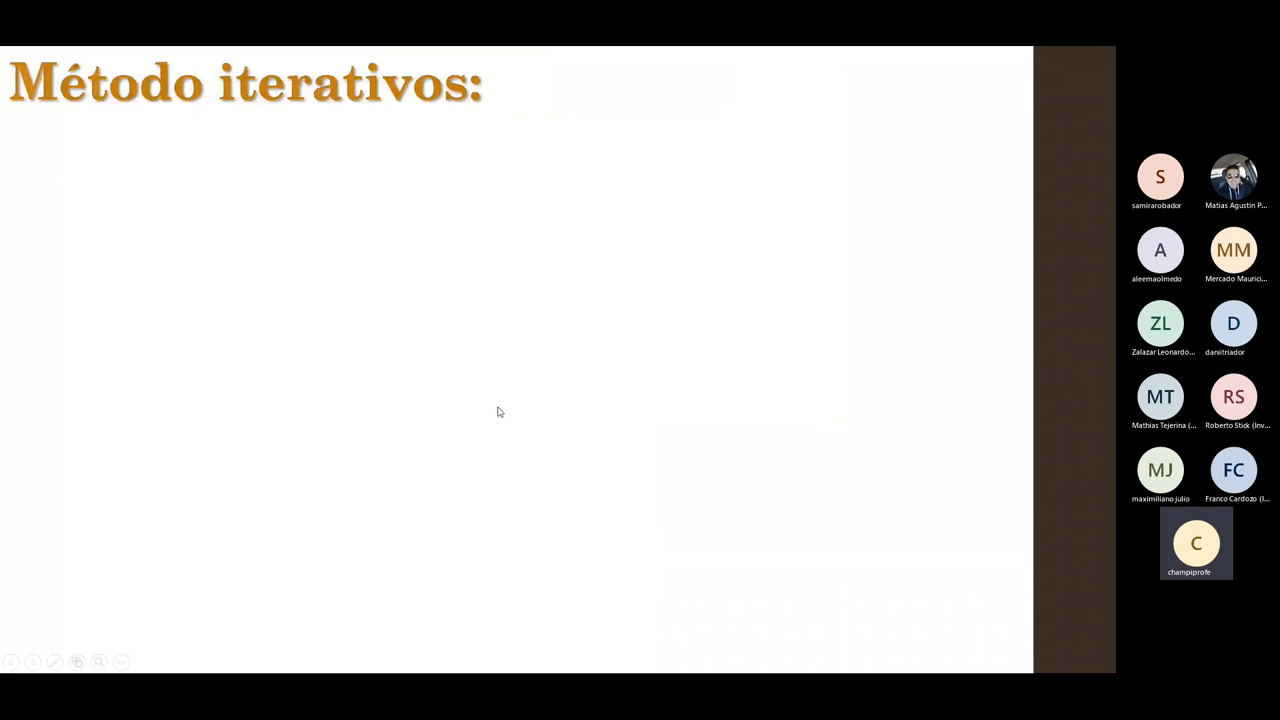 Método iterativos:
S
samirarobador
Matias Agustin P...
A
MM
aleemaolmedo
Mercado Maurici...
ZL
D
Zalazar Leonardo...
daniitriador
MT
RS
Mathias Tejerina (...
Roberto Stick (Inv...
MJ
FC
maximiliano julio
Franco Cardozo (I...
C
champiprofe